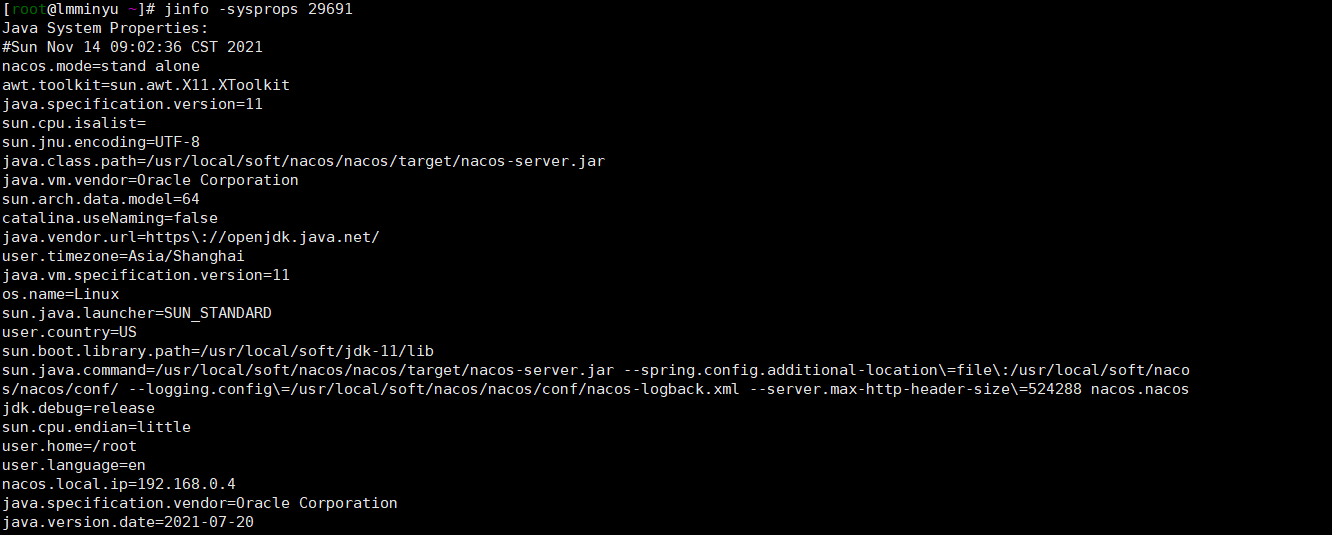 [root@lmminyu ~]# jinfo -sysprops 29691
Java System Properties:
#Sun Nov 14 09:02:36 CST 2021
nacos.mode=stand alone
awt.toolkit=sun.awt.X11.XToolkit
java.specification.version=11
sun.cpu.isalist=
sun.jnu.encoding=UTF-8
java.class.path=/usr/local/soft/nacos/nacos/target/nacos-server.jar
java.vm.vendor=Oracle Corporation
sun.arch.data.model=64
catalina.useNaming=false
java.vendor.url=https\://openjdk.java.net/
user.timezone=Asia/Shanghai
java.vm.specification.version=11
os.name=Linux
sun.java.launcher=SUN_STANDARD
user.country=US
sun.boot.library.path=/usr/local/soft/jdk-11/lib
sun.java.command=/usr/local/soft/nacos/nacos/target/nacos-server.jar --spring.config.additional-location\=file\:/usr/local/soft/naco
s/nacos/conf/ --logging.config\=/usr/local/soft/nacos/nacos/conf/nacos-logback.xml --server.max-http-header-size\=524288 nacos.nacos
jdk.debug=release
sun.cpu.endian=little
user.home=/root
user.language=en
nacos.local.ip=192.168.0.4
java.specification.vendor=Oracle Corporation
java.version.date=2021-07-20